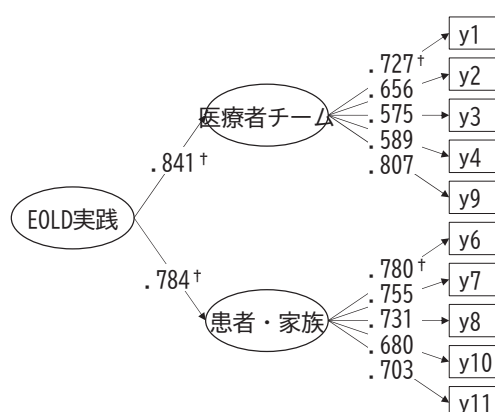 y1
.727†
y2
.656
医療者チーム
.575
y3
.589
y4
.841†
.807
y9
EOLD実践
y6
.780†
y7
.784†
.755
患者・家族
.731
y8
.680
y10
.703
y11